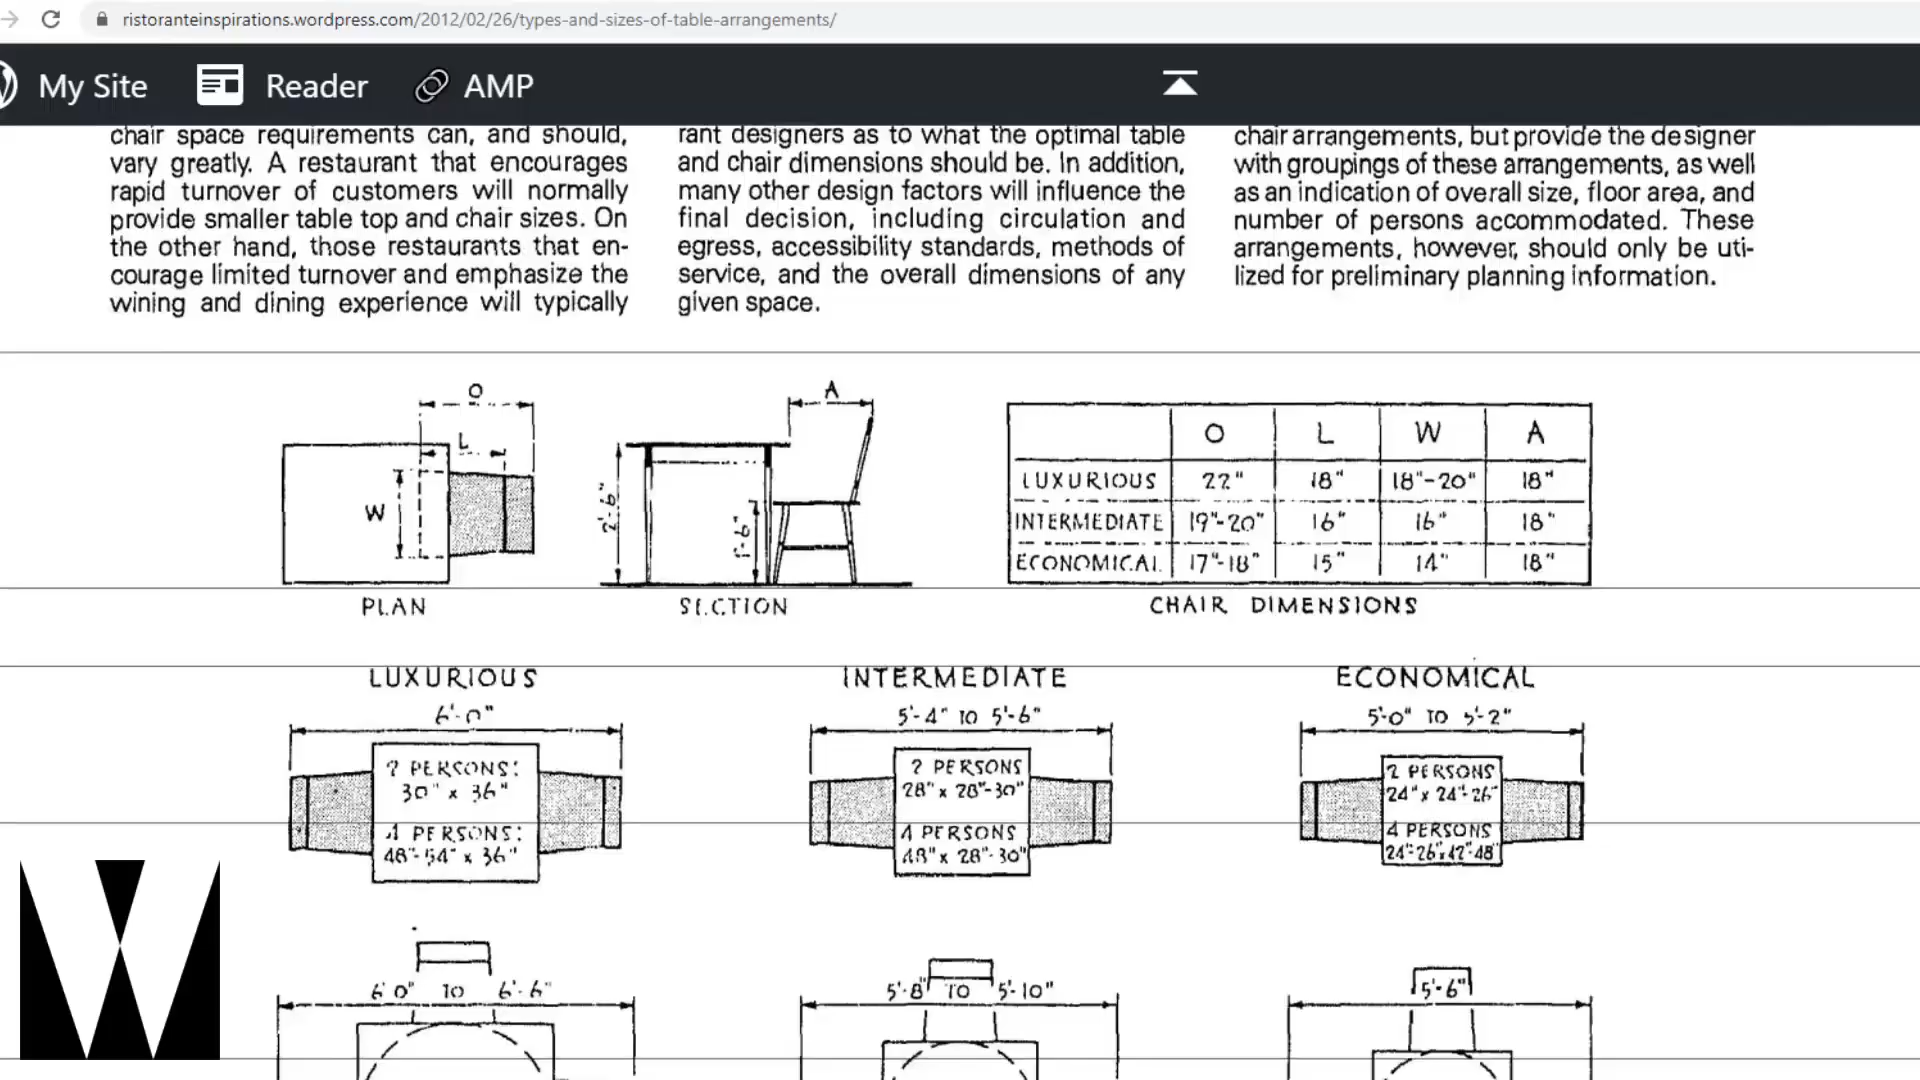 ristoranteinspirations.wordpress.com/2012/02/26/types-and-sizes-of-table-arrangements/
My Site
Reader
AMP
chair space requirements can, and should,
vary greatly. A restaurant that encourages
rapid turnover of customers will normally
provide smaller table top and chair sizes. On
the other hand, those restaurants that en-
courage limited turnover and emphasize the
wining and dining experience will typically
rant designers as to what the optimal table
and chair dimensions should be. In addition,
many other design factors will influence the
final decision, including circulation and
egress, accessibility standards, methods of
service, and the overall dimensions of any
given space.
chair arrangements, but provide the designer
with groupings of these arrangements, as well
as an indication of overall size, floor area, and
number of persons accommodated. These
arrangements, however, should only be uti-
lized for preliminary planning information.
O
L
W
PLAN
A
2'-6"
1'-6"
SECTION
O L W A
LUXURIOUS 22" 18" 18"-20" 18"
INTERMEDIATE 19"-20" 16" 16" 18"
ECONOMICAL 17"-18" 15" 14" 18"
CHAIR DIMENSIONS
LUXURIOUS
6'-0"
2 PERSONS:
30" x 36"
4 PERSONS:
48"-54" x 36"
INTERMEDIATE
5'-4" TO 5'-6"
2 PERSONS
28" x 28"-30"
4 PERSONS
48" x 28"-30"
ECONOMICAL
5'-0" TO 5'-2"
2 PERSONS
24" x 24"-26"
4 PERSONS
24"-26" x 42"-48"
6'-0" TO 6'-6"
5'-8" TO 5'-10"
5'-6"
W